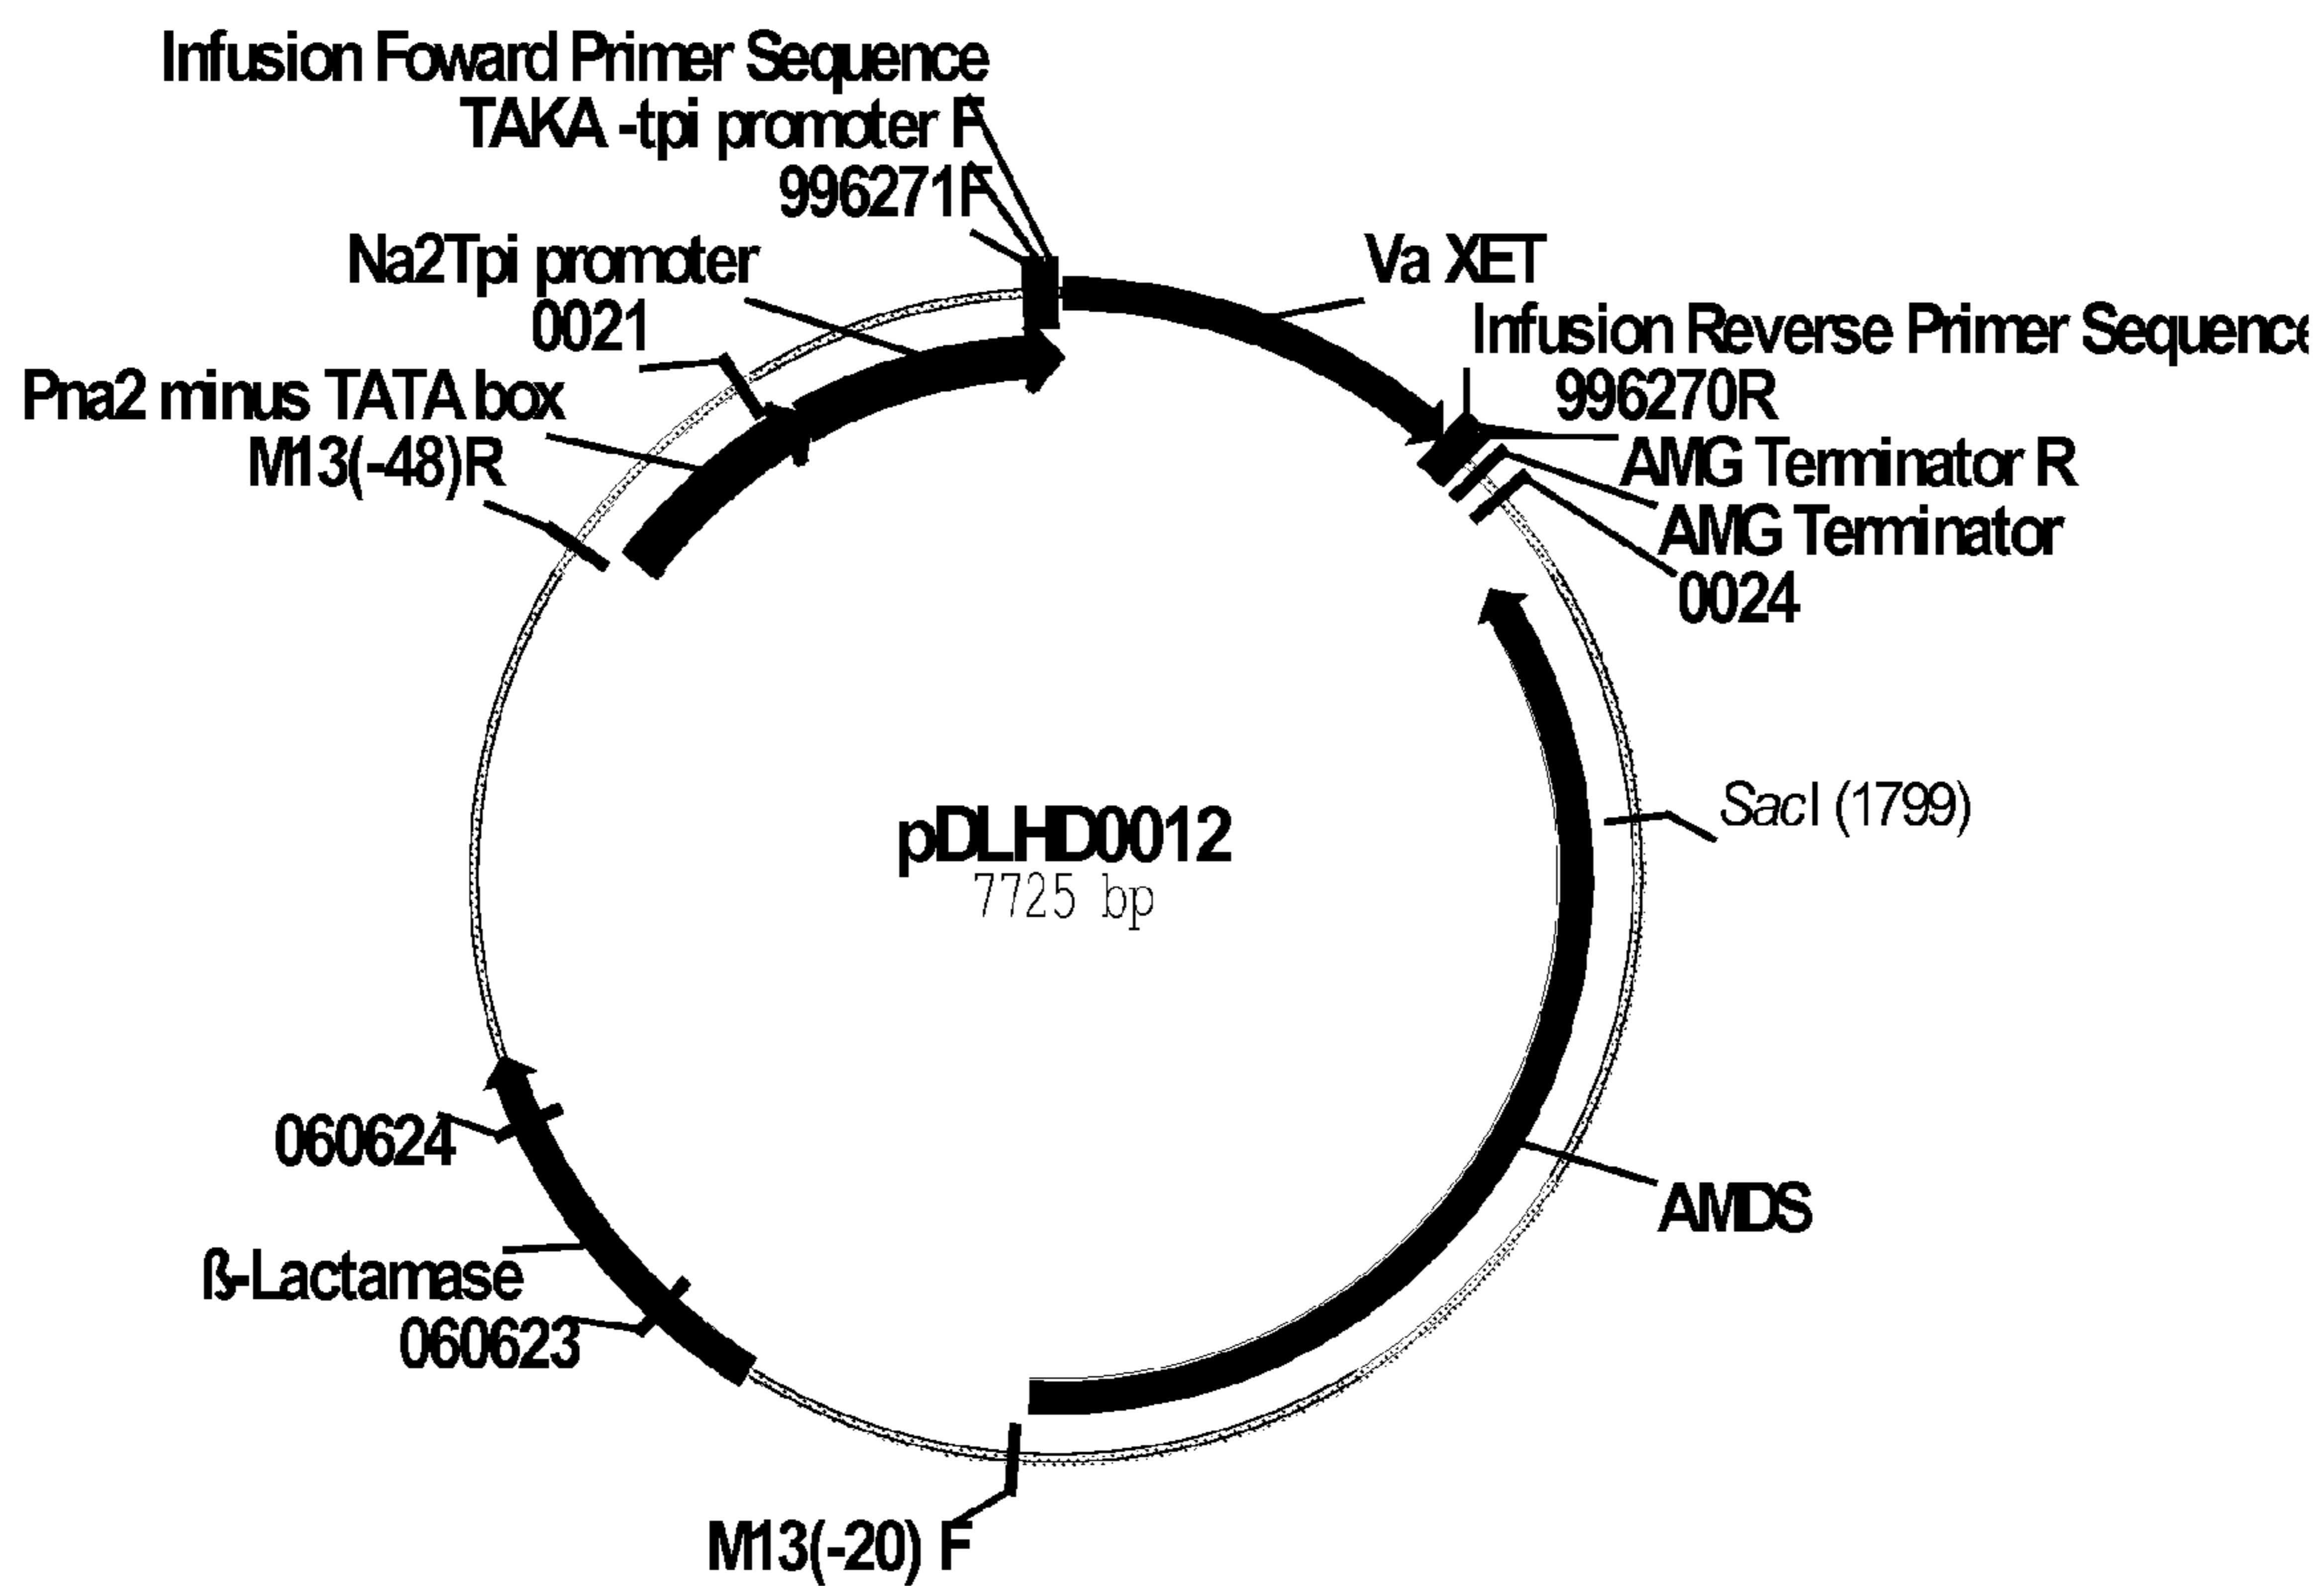 Infusion Foward Primer Sequence
TAKA -tpi promoter F
996271F
Na2Tpi promoter
0021
Pna2 minus TATA box
M13(-48)R
Va XET
Infusion Reverse Primer Sequence
996270R
AMG Terminator R
AMG Terminator
0024
SacI (1799)
pDLHD0012
7725 bp
AMDS
060624
ß-Lactamase
060623
M13(-20) F